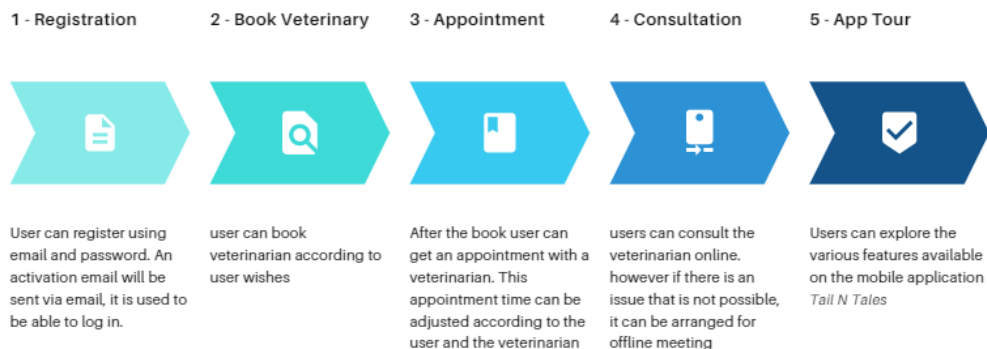 1 - Registration
2 - Book Veterinary
3 - Appointment
4 - Consultation
5 - App Tour
User can register using
email and password. An
activation email will be
sent via email, it is used to
be able to log in.
user can book
veterinarian according to
user wishes
After the book user can
get an appointment with a
veterinarian. This
appointment time can be
adjusted according to the
user and the veterinarian
users can consult the
veterinarian online.
however if there is an
issue that is not possible,
it can be arranged for
offline meeting
Users can explore the
various features available
on the mobile application
Tail N Tales